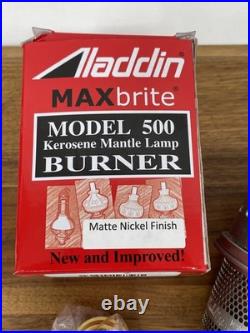 Aladdin
MAXbrite®
MODEL 500
Kerosene Mantle Lamp
BURNER
Matte Nickel Finish
New and Improved!